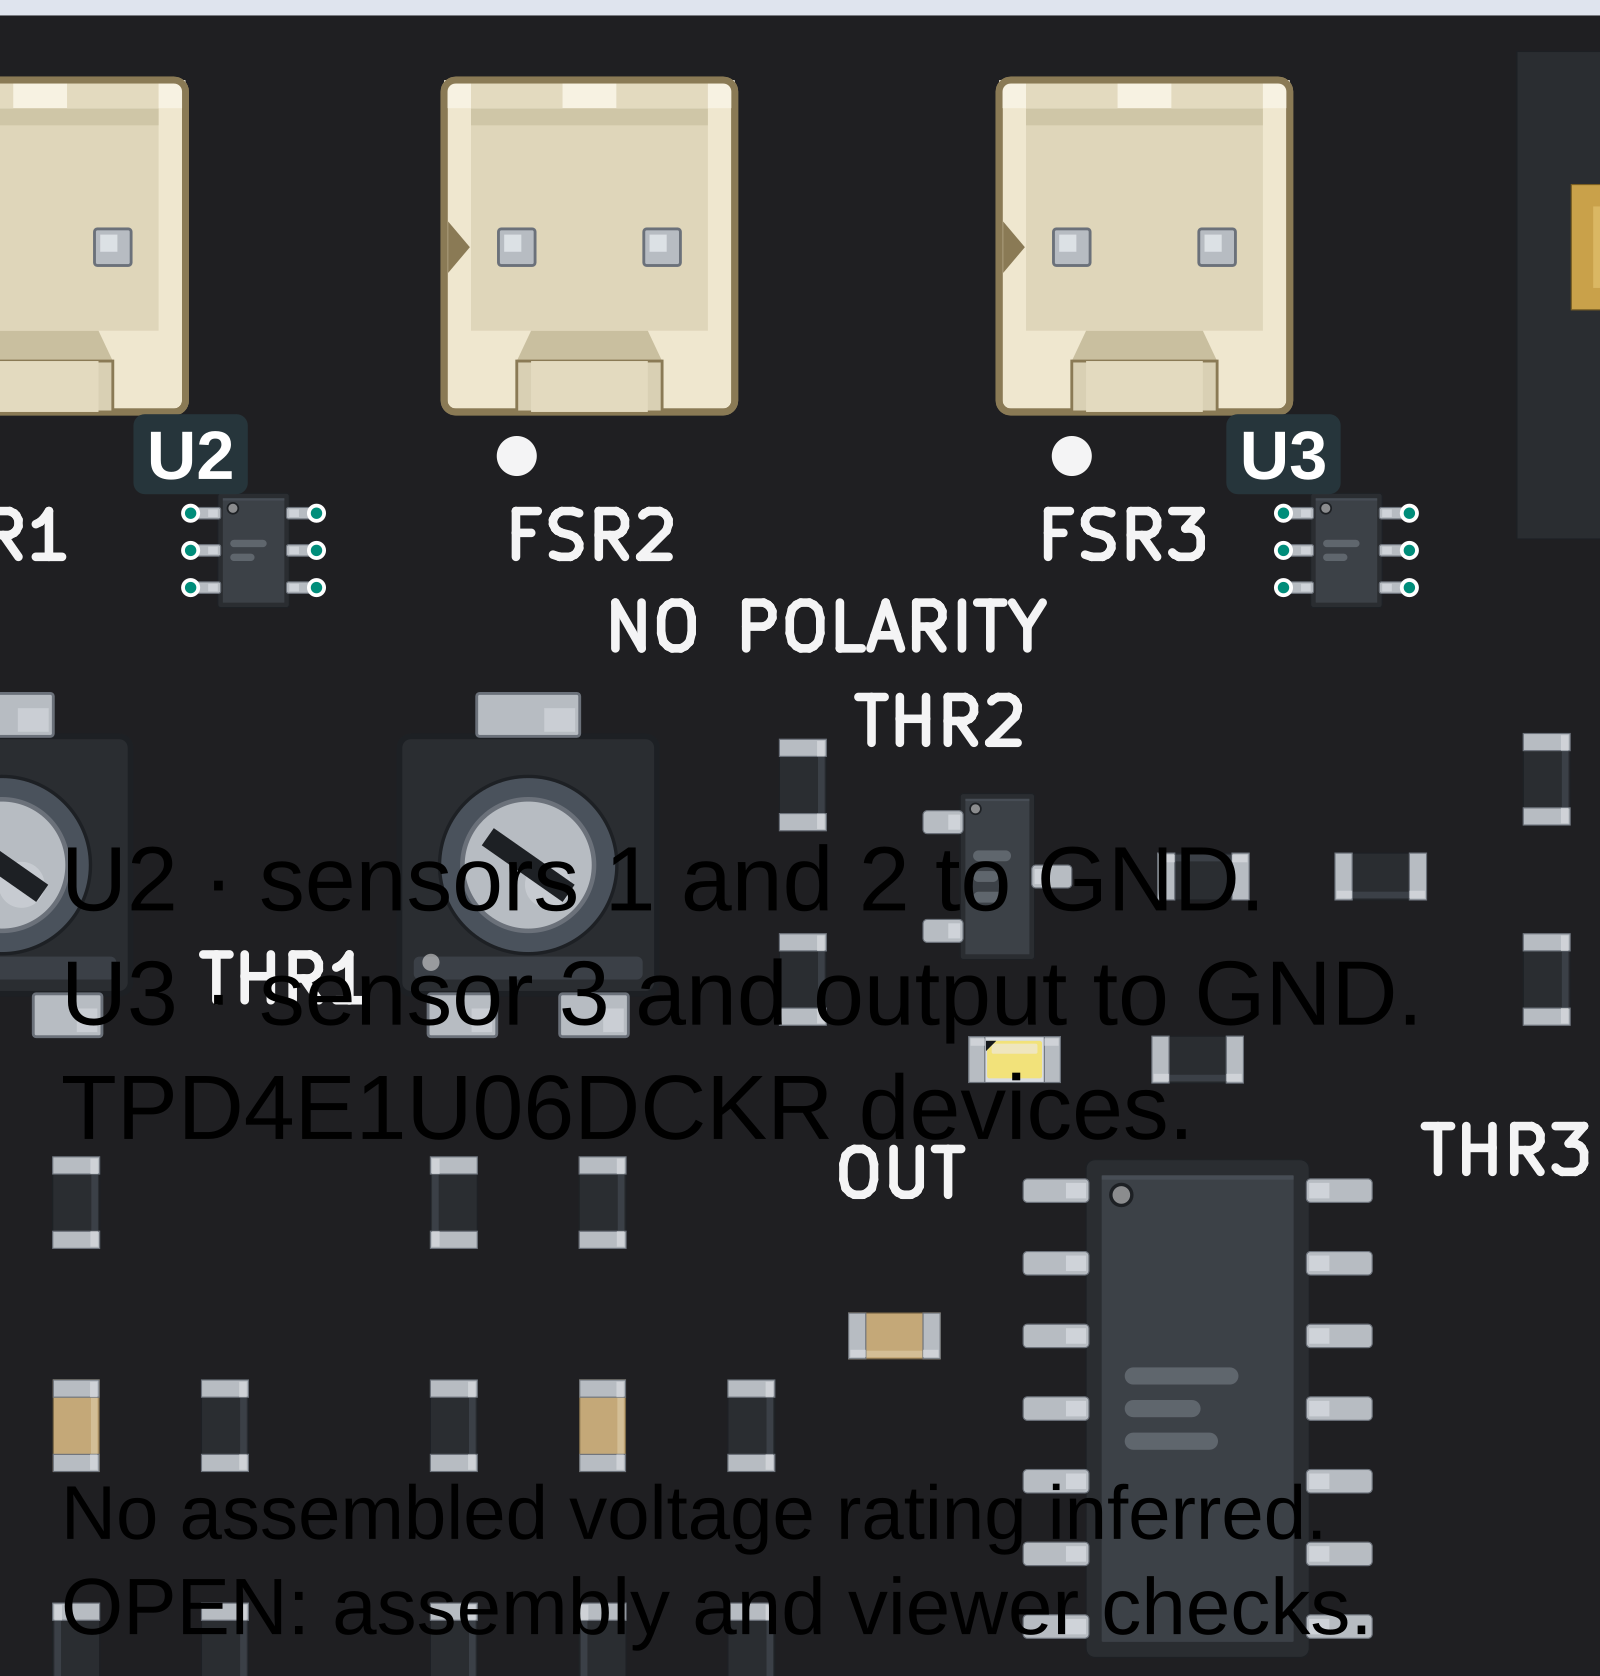 U2
U3
R1
FSR2
FSR3
NO POLARITY
THR2
U2 · sensors 1 and 2 to GND.
THR1
U3 · sensor 3 and output to GND.
TPD4E1U06DCKR devices.
THR3
OUT
No assembled voltage rating inferred.
OPEN: assembly and viewer checks.